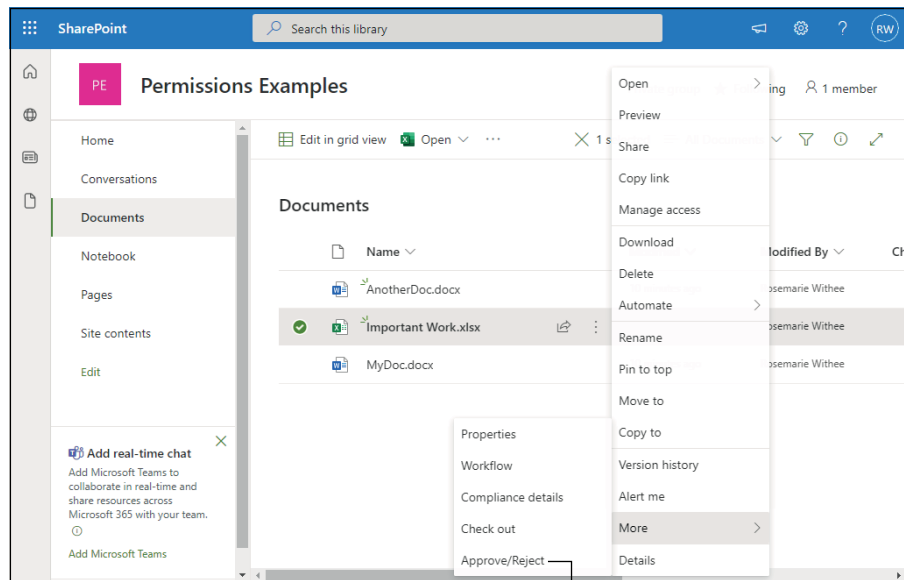 SharePoint
Search this library
RW
PE
Permissions Examples
1 member
Home
Conversations
Documents
Notebook
Pages
Site contents
Edit
Add real-time chat
Add Microsoft Teams to
collaborate in real-time and
share resources across
Microsoft 365 with your team.
Add Microsoft Teams
Edit in grid view
Open
1 s
Documents
Name
Modified By
AnotherDoc.docx
Rosemarie Withee
Important Work.xlsx
Rosemarie Withee
MyDoc.docx
Rosemarie Withee
Open
Preview
Share
Copy link
Manage access
Download
Delete
Automate
Rename
Pin to top
Move to
Copy to
Version history
Alert me
More
Details
Properties
Workflow
Compliance details
Check out
Approve/Reject